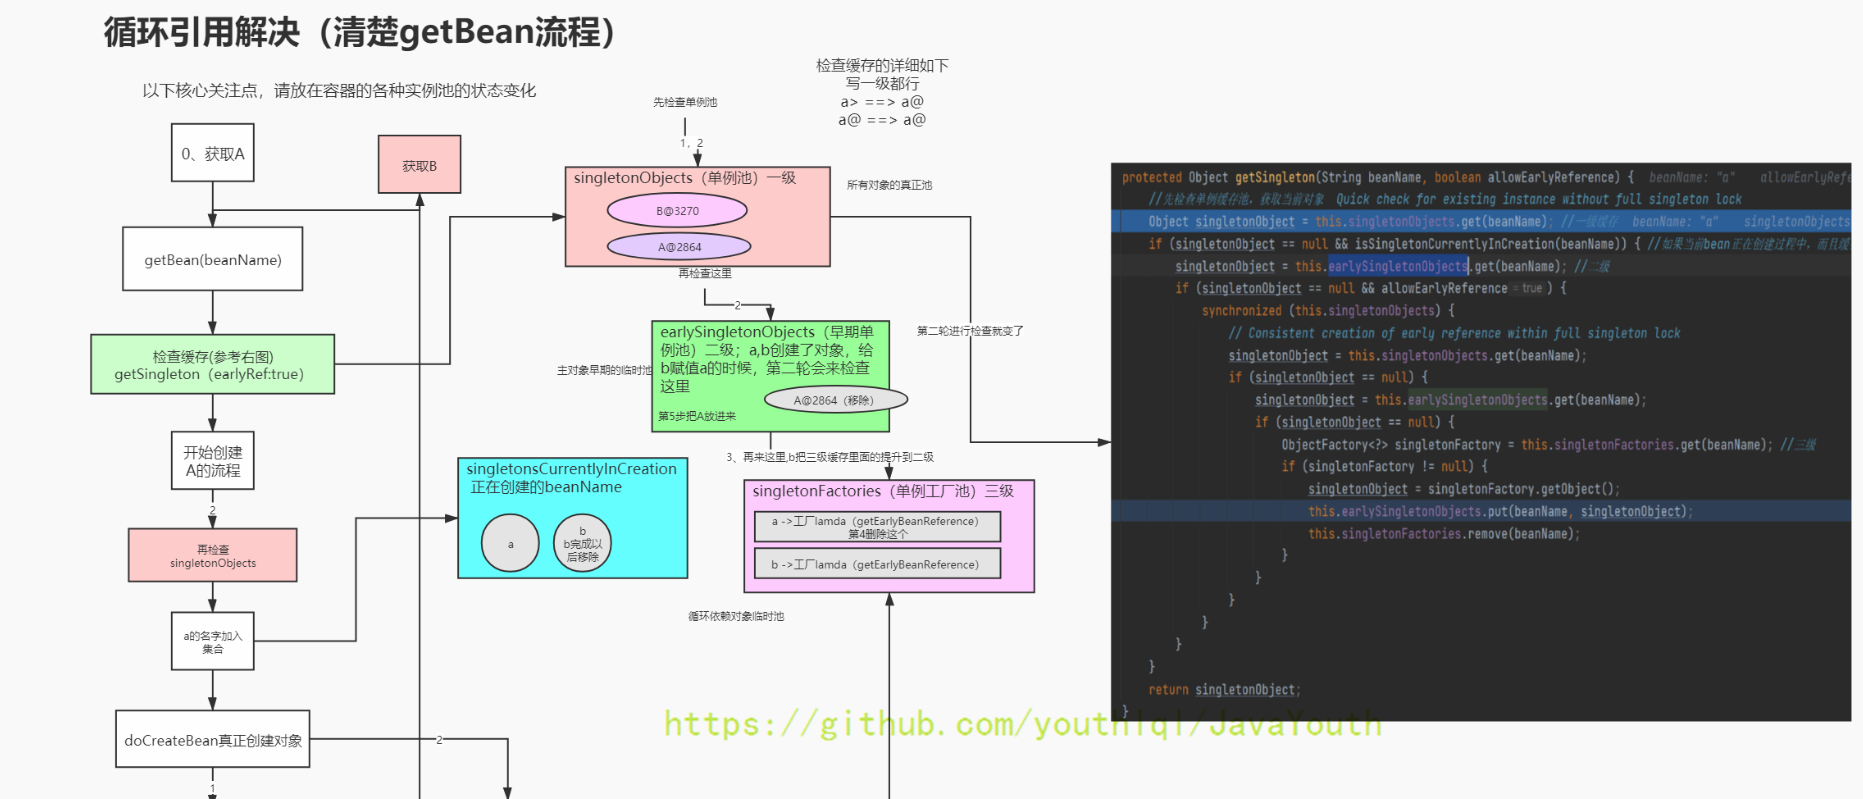 循环引用解决（清楚getBean流程）
以下核心关注点，请放在容器的各种实例池的状态变化
0、获取A
获取B
getBean(beanName)
检查缓存(参考右图)
getSingleton（earlyRef:true）
开始创建
A的流程
2
再检查
singletonObjects
a的名字加入
集合
doCreateBean真正创建对象
2
1
先检查单例池
1，2
检查缓存的详细如下
写一级都行
a> ==> a@
a@ ==> a@
singletonObjects（单例池）一级
B@3270
A@2864
所有对象的真正池
再检查这里
2
earlySingletonObjects（早期单
例池）二级；a,b创建了对象，给
b赋值a的时候，第二轮会来检查
这里
A@2864（移除）
第5步把A放进来
主对象早期的临时池
第二轮进行检查就变了
3、再来这里,b把三级缓存里面的提升到二级
singletonsCurrentlyInCreation
正在创建的beanName
a
b
b完成以
后移除
singletonFactories（单例工厂池）三级
a ->工厂lamda（getEarlyBeanReference）
第4删除这个
b ->工厂lamda（getEarlyBeanReference）
循环依赖对象临时池
protected Object getSingleton(String beanName, boolean allowEarlyReference) { beanName: "a" allowEarlyRefe
//先检查单例缓存池，获取当前对象 Quick check for existing instance without full singleton lock
Object singletonObject = this.singletonObjects.get(beanName); //一级缓存 beanName: "a" singletonObjects
if (singletonObject == null && isSingletonCurrentlyInCreation(beanName)) { //如果当前bean正在创建过程中，而且缓
singletonObject = this.earlySingletonObjects.get(beanName); //二级
if (singletonObject == null && allowEarlyReference = true ) {
synchronized (this.singletonObjects) {
// Consistent creation of early reference within full singleton lock
singletonObject = this.singletonObjects.get(beanName);
if (singletonObject == null) {
singletonObject = this.earlySingletonObjects.get(beanName);
if (singletonObject == null) {
ObjectFactory<?> singletonFactory = this.singletonFactories.get(beanName); //三级
if (singletonFactory != null) {
singletonObject = singletonFactory.getObject();
this.earlySingletonObjects.put(beanName, singletonObject);
this.singletonFactories.remove(beanName);
}
}
}
}
}
}
return singletonObject;
}
https://github.com/youthlql/JavaYouth